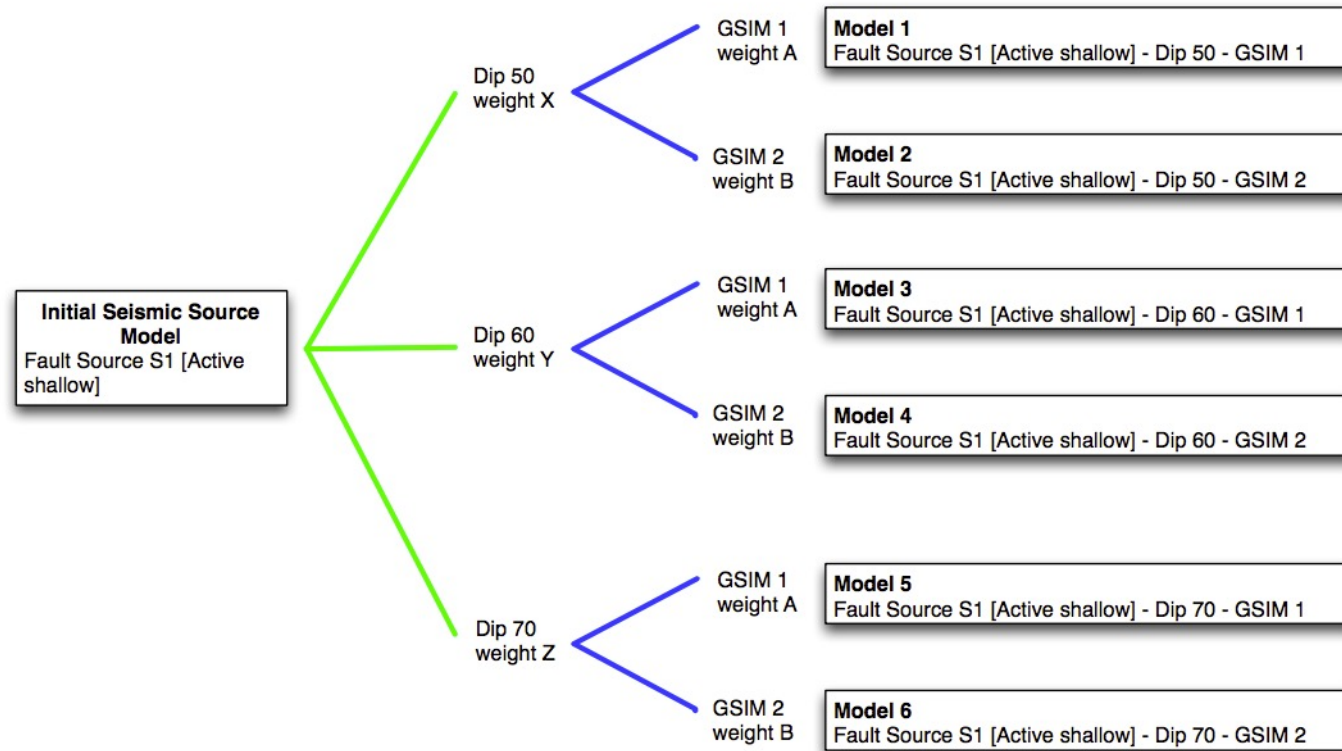 GSIM 1
weight A
Model 1
Fault Source S1 [Active shallow] - Dip 50 - GSIM 1
Dip 50
weight X
GSIM 2
weight B
Model 2
Fault Source S1 [Active shallow] - Dip 50 - GSIM 2
Initial Seismic Source
Model
Fault Source S1 [Active
shallow]
GSIM 1
weight A
Model 3
Fault Source S1 [Active shallow] - Dip 60 - GSIM 1
Dip 60
weight Y
GSIM 2
weight B
Model 4
Fault Source S1 [Active shallow] - Dip 60 - GSIM 2
GSIM 1
weight A
Model 5
Fault Source S1 [Active shallow] - Dip 70 - GSIM 1
Dip 70
weight Z
GSIM 2
weight B
Model 6
Fault Source S1 [Active shallow] - Dip 70 - GSIM 2